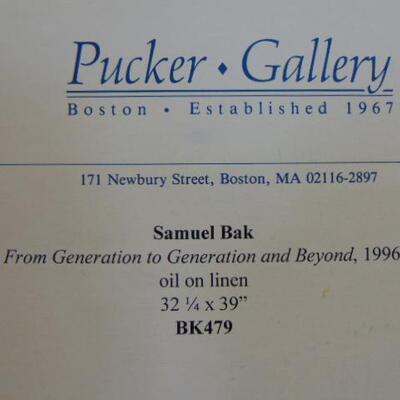 Pucker ♦ Gallery
Boston • Established 1967
171 Newbury Street, Boston, MA 02116-2897
Samuel Bak
From Generation to Generation and Beyond, 1996
oil on linen
32 ¼ x 39”
BK479